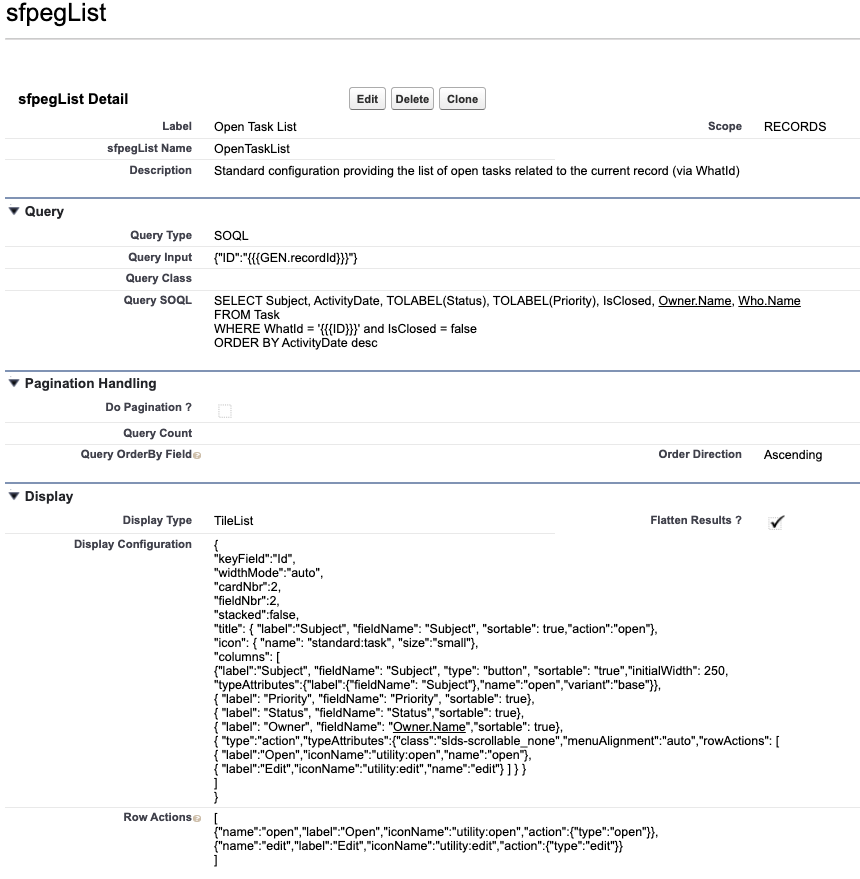 sfpegList
sfpegList Detail
Edit Delete Clone
Label Open Task List Scope RECORDS
sfpegList Name OpenTaskList
Description Standard configuration providing the list of open tasks related to the current record (via WhatId)
Query
Query Type SOQL
Query Input {"ID":"{{{GEN.recordId}}}"}
Query Class
Query SOQL SELECT Subject, ActivityDate, TOLABEL(Status), TOLABEL(Priority), IsClosed, Owner.Name, Who.Name
FROM Task
WHERE WhatId = '{{{ID}}}' and IsClosed = false
ORDER BY ActivityDate desc
Pagination Handling
Do Pagination ?
Query Count
Query OrderBy Field Order Direction Ascending
Display
Display Type TileList Flatten Results ?
Display Configuration {
"keyField":"Id",
"widthMode":"auto",
"cardNbr":2,
"fieldNbr":2,
"stacked":false,
"title": { "label":"Subject", "fieldName": "Subject", "sortable": true,"action":"open"},
"icon": { "name": "standard:task", "size":"small"},
"columns": [
{"label":"Subject", "fieldName": "Subject", "type": "button", "sortable": "true","initialWidth": 250,
"typeAttributes":{"label":{"fieldName": "Subject"},"name":"open","variant":"base"}},
{ "label": "Priority", "fieldName": "Priority", "sortable": true},
{ "label": "Status", "fieldName": "Status","sortable": true},
{ "label": "Owner", "fieldName": "Owner.Name","sortable": true},
{ "type":"action","typeAttributes":{"class":"slds-scrollable_none","menuAlignment":"auto","rowActions": [
{ "label":"Open","iconName":"utility:open","name":"open"},
{ "label":"Edit","iconName":"utility:edit","name":"edit"} ] } }
]
}
Row Actions [
{"name":"open","label":"Open","iconName":"utility:open","action":{"type":"open"}},
{"name":"edit","label":"Edit","iconName":"utility:edit","action":{"type":"edit"}}
]